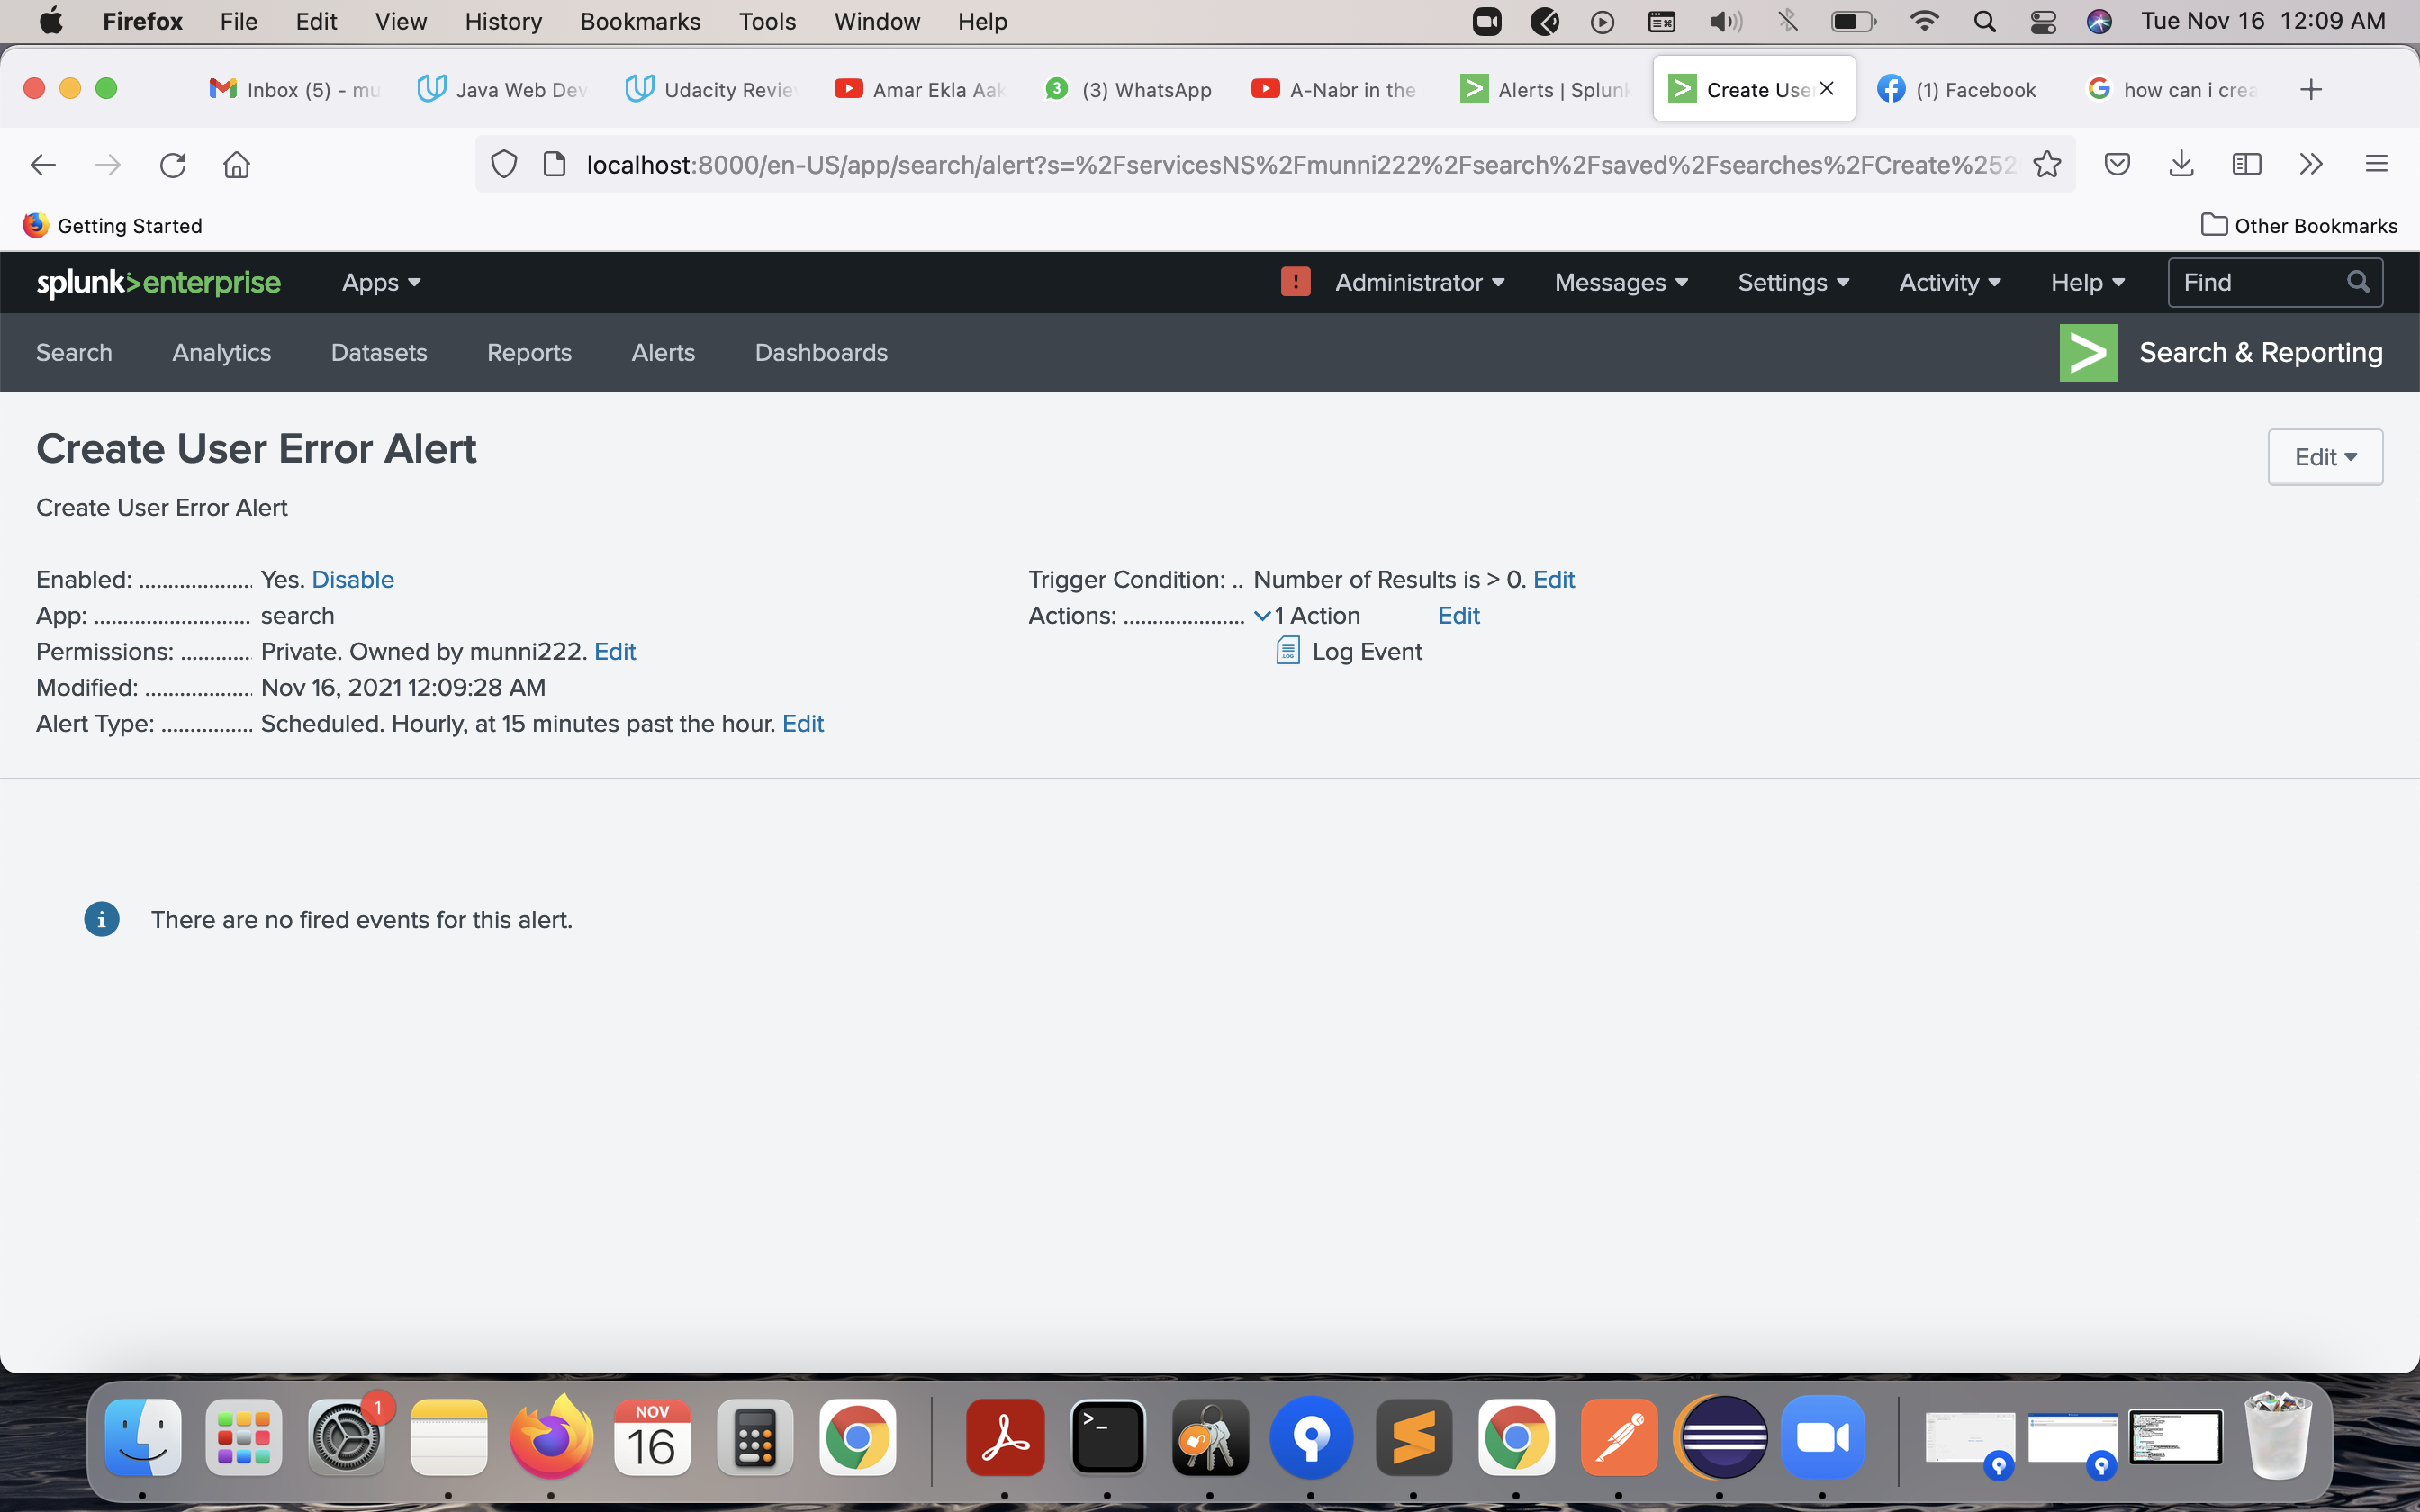 Firefox File Edit View History Bookmarks Tools Window Help Tue Nov 16 12:09 AM
Inbox (5) - mu Java Web Dev Udacity Review Amar Ekla Aak 3 (3) WhatsApp A-Nabr in the Alerts | Splunk Create User (1) Facebook how can i crea
localhost:8000/en-US/app/search/alert?s=%2FservicesNS%2Fmunni222%2Fsearch%2Fsaved%2Fsearches%2FCreate%252
Getting Started Other Bookmarks
splunk>enterprise Apps ! Administrator Messages Settings Activity Help Find
Search Analytics Datasets Reports Alerts Dashboards Search & Reporting
Create User Error Alert Edit
Create User Error Alert
Enabled: .................... Yes. Disable Trigger Condition: .. Number of Results is > 0. Edit
App: ........................... search Actions: ..................... 1 Action Edit
Permissions: ............. Private. Owned by munni222. Edit LOG Log Event
Modified: ................... Nov 16, 2021 12:09:28 AM
Alert Type: ................ Scheduled. Hourly, at 15 minutes past the hour. Edit
There are no fired events for this alert.
1 NOV
16